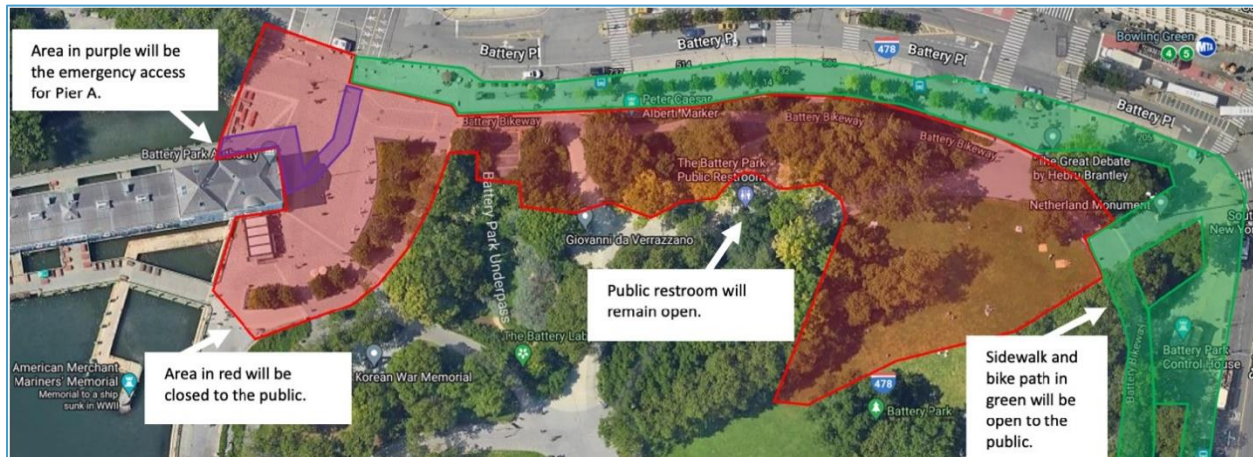 Area in purple will be
the emergency access
for Pier A.
Battery Pl
Battery Pl
Battery Pl
478
Bowling Green
4 5
Battery Pl
Peter Caesar
Alberti Marker
Battery Bikeway
Battery Bikeway
Battery Bikeway
Battery Park Authority
The Battery Park
Public Restroom
The Great Debate
by Hebru Brantley
Netherland Monument
Battery Park Underpass
Giovanni da Verrazzano
Public restroom will
remain open.
The Battery Lab
Korean War Memorial
American Merchant
Mariners' Memorial
Memorial to a ship
sunk in WWII
Area in red will be
closed to the public.
478
Battery Park
Sidewalk and
bike path in
green will be
open to the
public.
Battery Bikeway
Battery Park
Control House